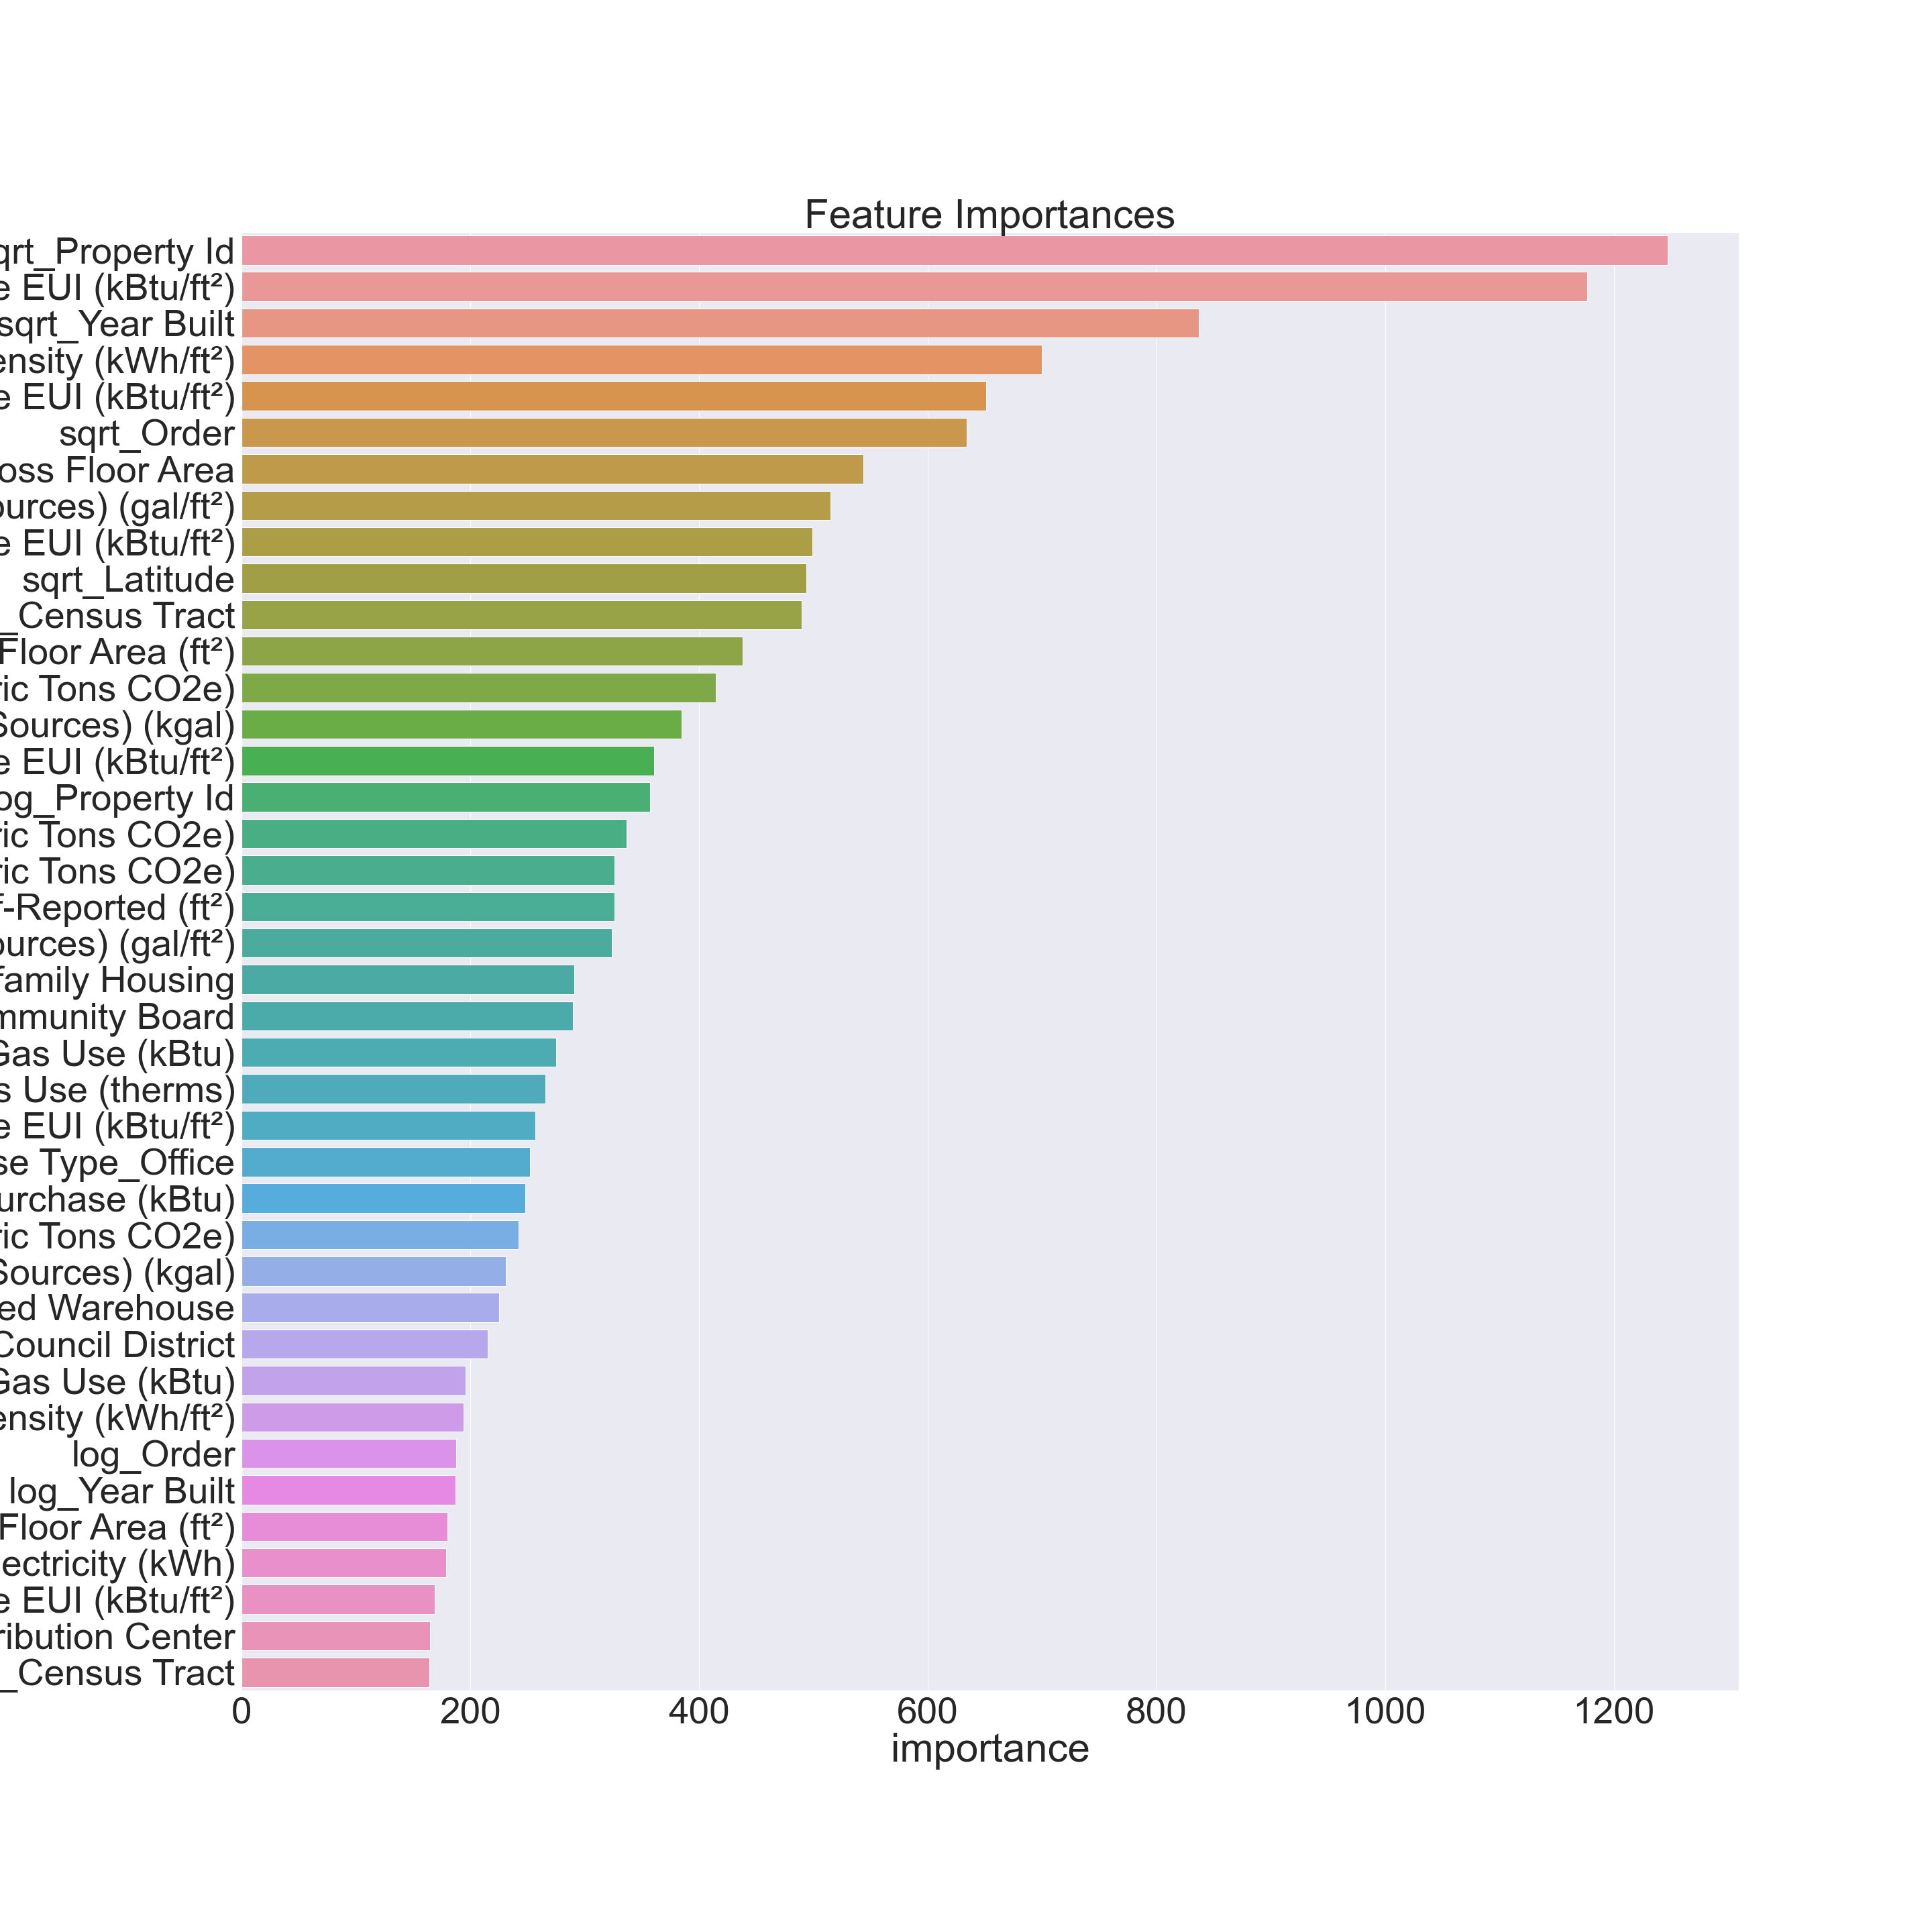 Feature Importances
qrt_Property Id
e EUI (kBtu/ft²)
sqrt_Year Built
ensity (kWh/ft²)
e EUI (kBtu/ft²)
sqrt_Order
oss Floor Area
ources) (gal/ft²)
e EUI (kBtu/ft²)
sqrt_Latitude
_Census Tract
Floor Area (ft²)
ric Tons CO2e)
Sources) (kgal)
e EUI (kBtu/ft²)
og_Property Id
ric Tons CO2e)
ric Tons CO2e)
f-Reported (ft²)
ources) (gal/ft²)
family Housing
mmunity Board
Gas Use (kBtu)
s Use (therms)
e EUI (kBtu/ft²)
se Type_Office
urchase (kBtu)
ric Tons CO2e)
Sources) (kgal)
ed Warehouse
Council District
Gas Use (kBtu)
ensity (kWh/ft²)
log_Order
log_Year Built
Floor Area (ft²)
lectricity (kWh)
e EUI (kBtu/ft²)
ribution Center
_Census Tract
0 200 400 600 800 1000 1200
importance